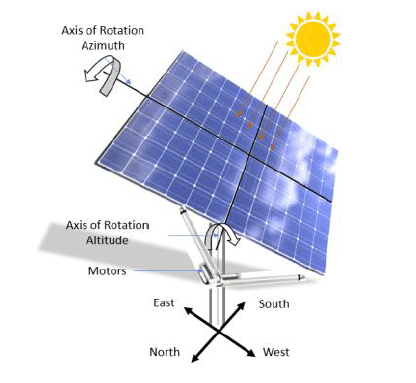 Axis of Rotation
Azimuth
Axis of Rotation
Altitude
Motors
East
South
North
West